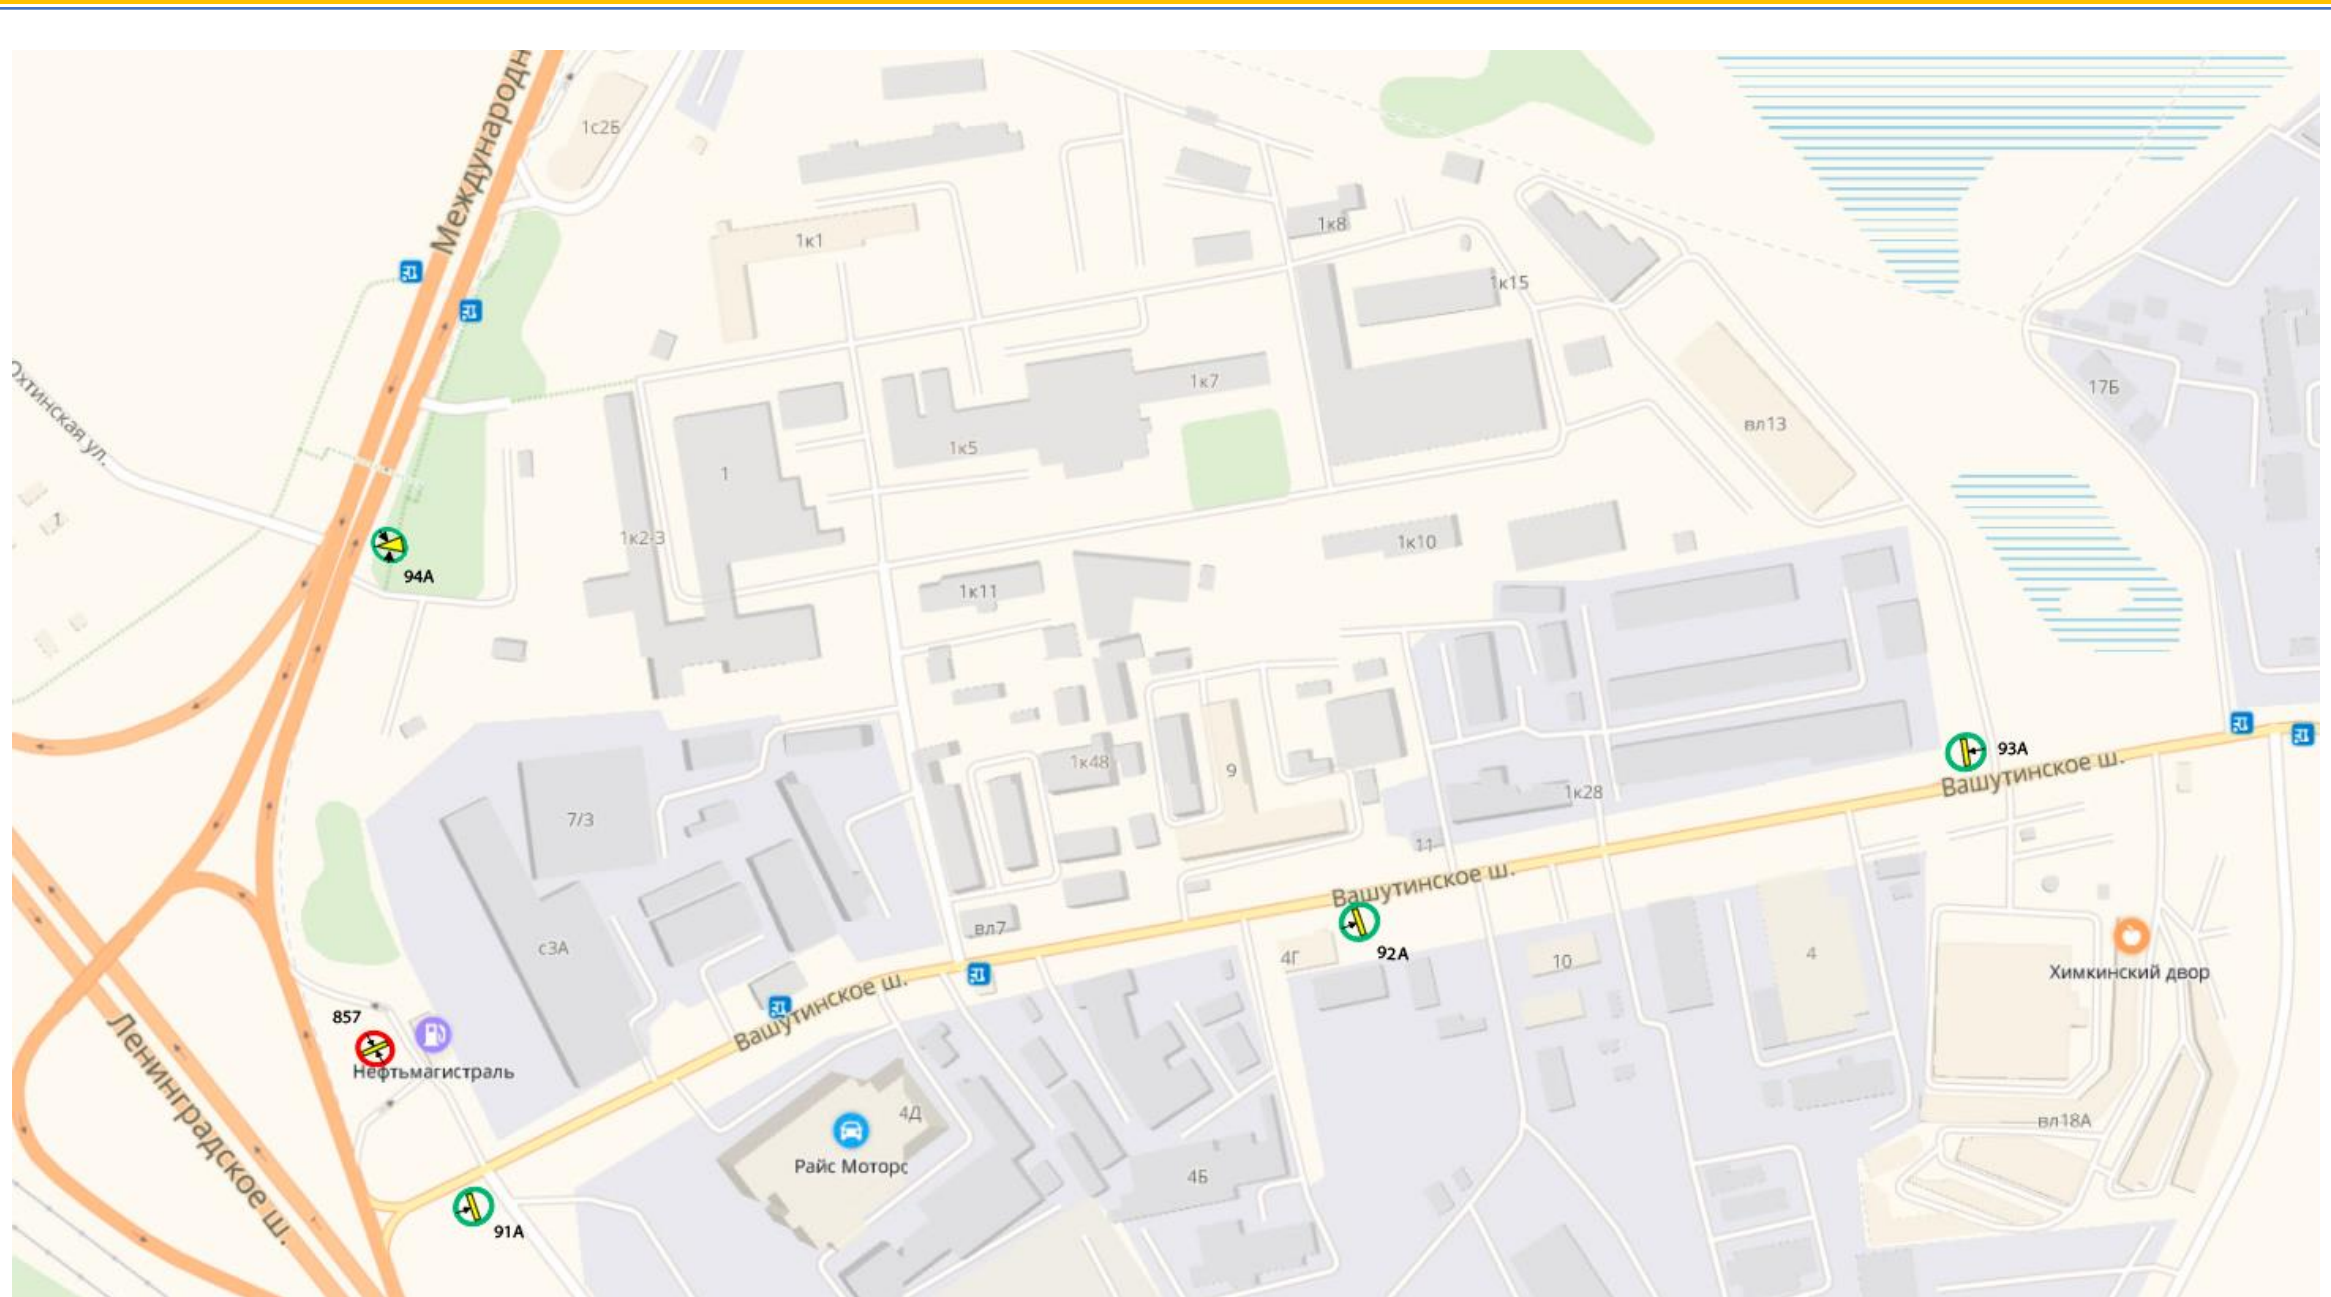 Международн
1с2Б
1к1
1к8
1к15
Охтинская ул.
1к7
17Б
вл13
1к5
1
1к2-3
1к10
94А
1к11
93А
Вашутинское ш.
1к48
9
1к28
7/3
11
Вашутинское ш.
вл7
92А
4Г
10
4
с3А
Химкинский двор
Вашутинское ш.
857
Нефтьмагистраль
Ленинградское ш.
4Д
вл18А
Райс Моторс
4Б
91А